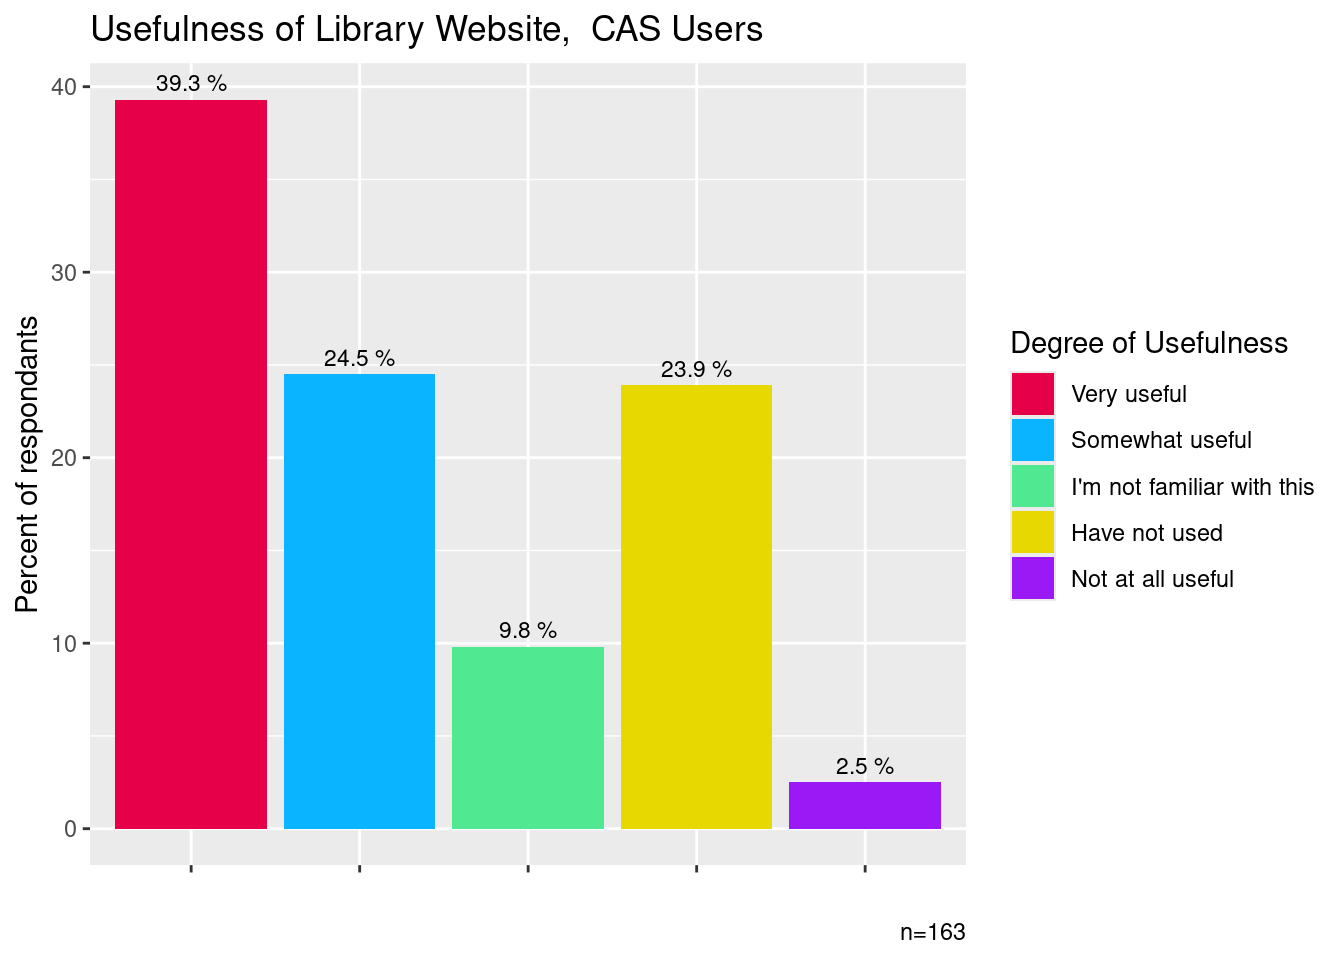 Usefulness of Library Website,  CAS Users
Percent of respondants
40
30
20
10
0
39.3 %
24.5 %
9.8 %
23.9 %
2.5 %
Degree of Usefulness
Very useful
Somewhat useful
I'm not familiar with this
Have not used
Not at all useful
n=163